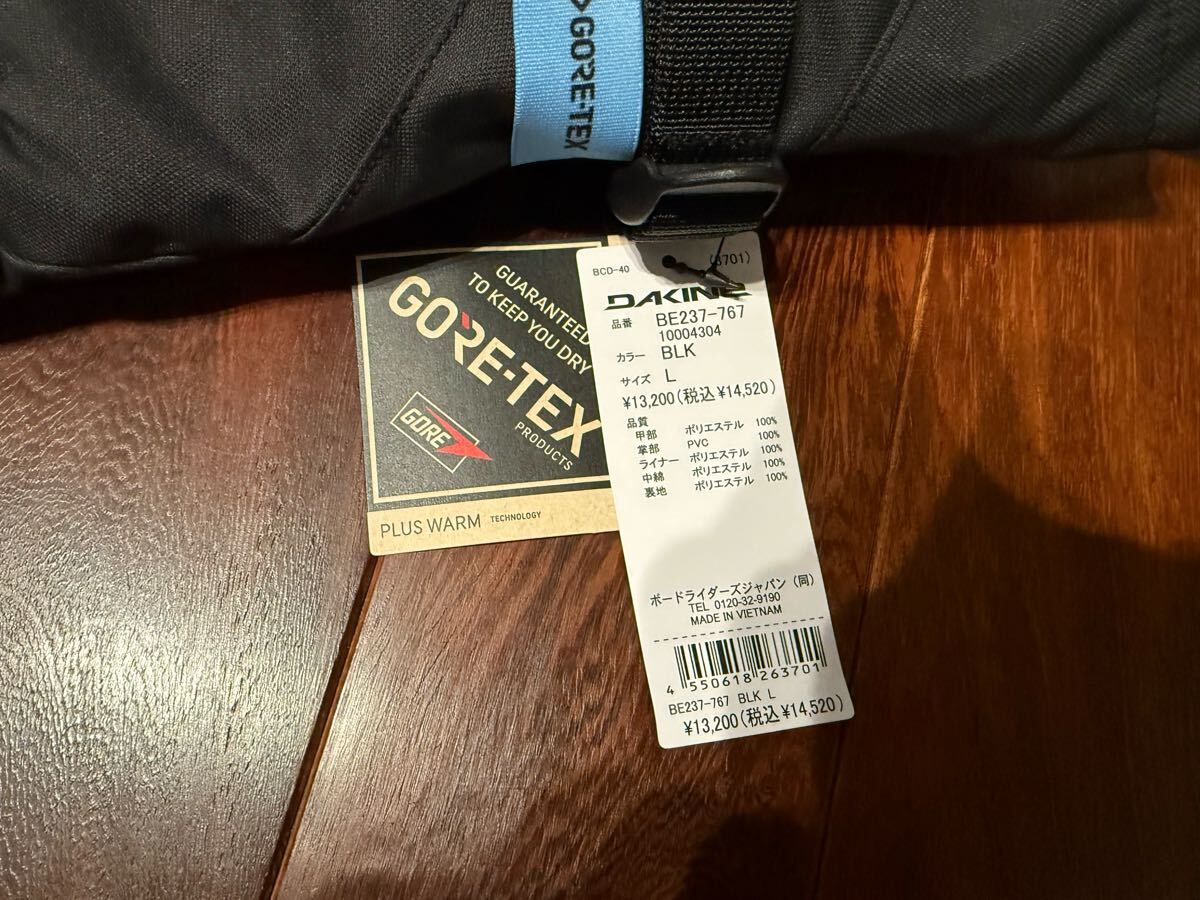 GORE-TEX
GUARANTEED
TO KEEP YOU DRY
GORE-TEX
PRODUCTS
GORE
PLUS WARM TECHNOLOGY
BCD-40 (3701)
DAKINE
品番 BE237-767
10004304
カラー BLK
サイズ L
¥13,200(税込¥14,520)
品質
甲部 ポリエステル 100%
掌部 PVC 100%
ライナー ポリエステル 100%
中綿 ポリエステル 100%
裏地 ポリエステル 100%
ボードライダーズジャパン(同)
TEL 0120-32-9190
MADE IN VIETNAM
4 550618 263701
BE237-767 BLK L
¥13,200(税込¥14,520)